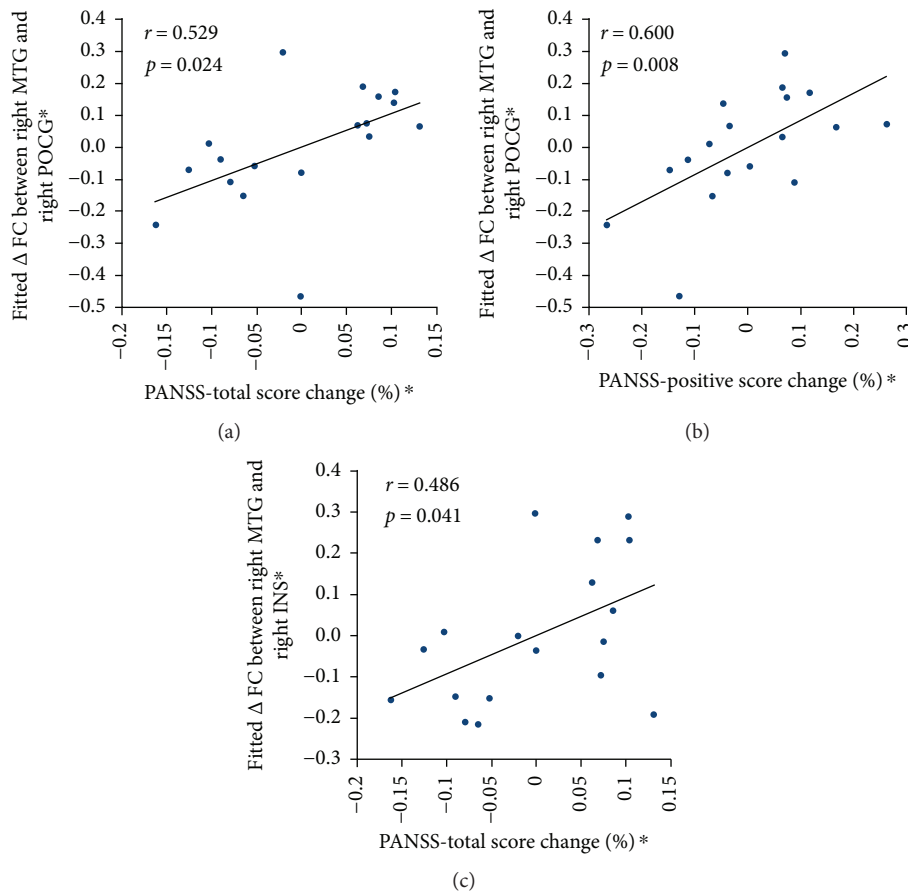 0.4
0.3
0.2
0.1
0.0
−0.1
−0.2
−0.3
−0.4
−0.5
Fitted Δ FC between right MTG and
right POCG*
r = 0.529
p = 0.024
−0.2
−0.15
−0.1
−0.05
0
0.05
0.1
0.15
PANSS-total score change (%) *
(a)
0.4
0.3
0.2
0.1
0.0
−0.1
−0.2
−0.3
−0.4
−0.5
Fitted Δ FC between right MTG and
right POCG*
r = 0.600
p = 0.008
−0.3
−0.2
−0.1
0
0.1
0.2
0.3
PANSS-positive score change (%) *
(b)
0.4
0.3
0.2
0.1
0.0
−0.1
−0.2
−0.3
Fitted Δ FC between right MTG and
right INS*
r = 0.486
p = 0.041
−0.2
−0.15
−0.1
−0.05
0
0.05
0.1
0.15
PANSS-total score change (%) *
(c)